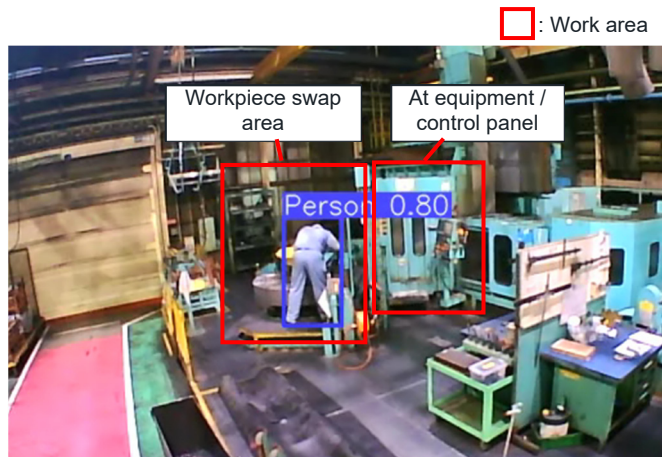 : Work area
Workpiece swap
area
At equipment /
control panel
Person 0.80